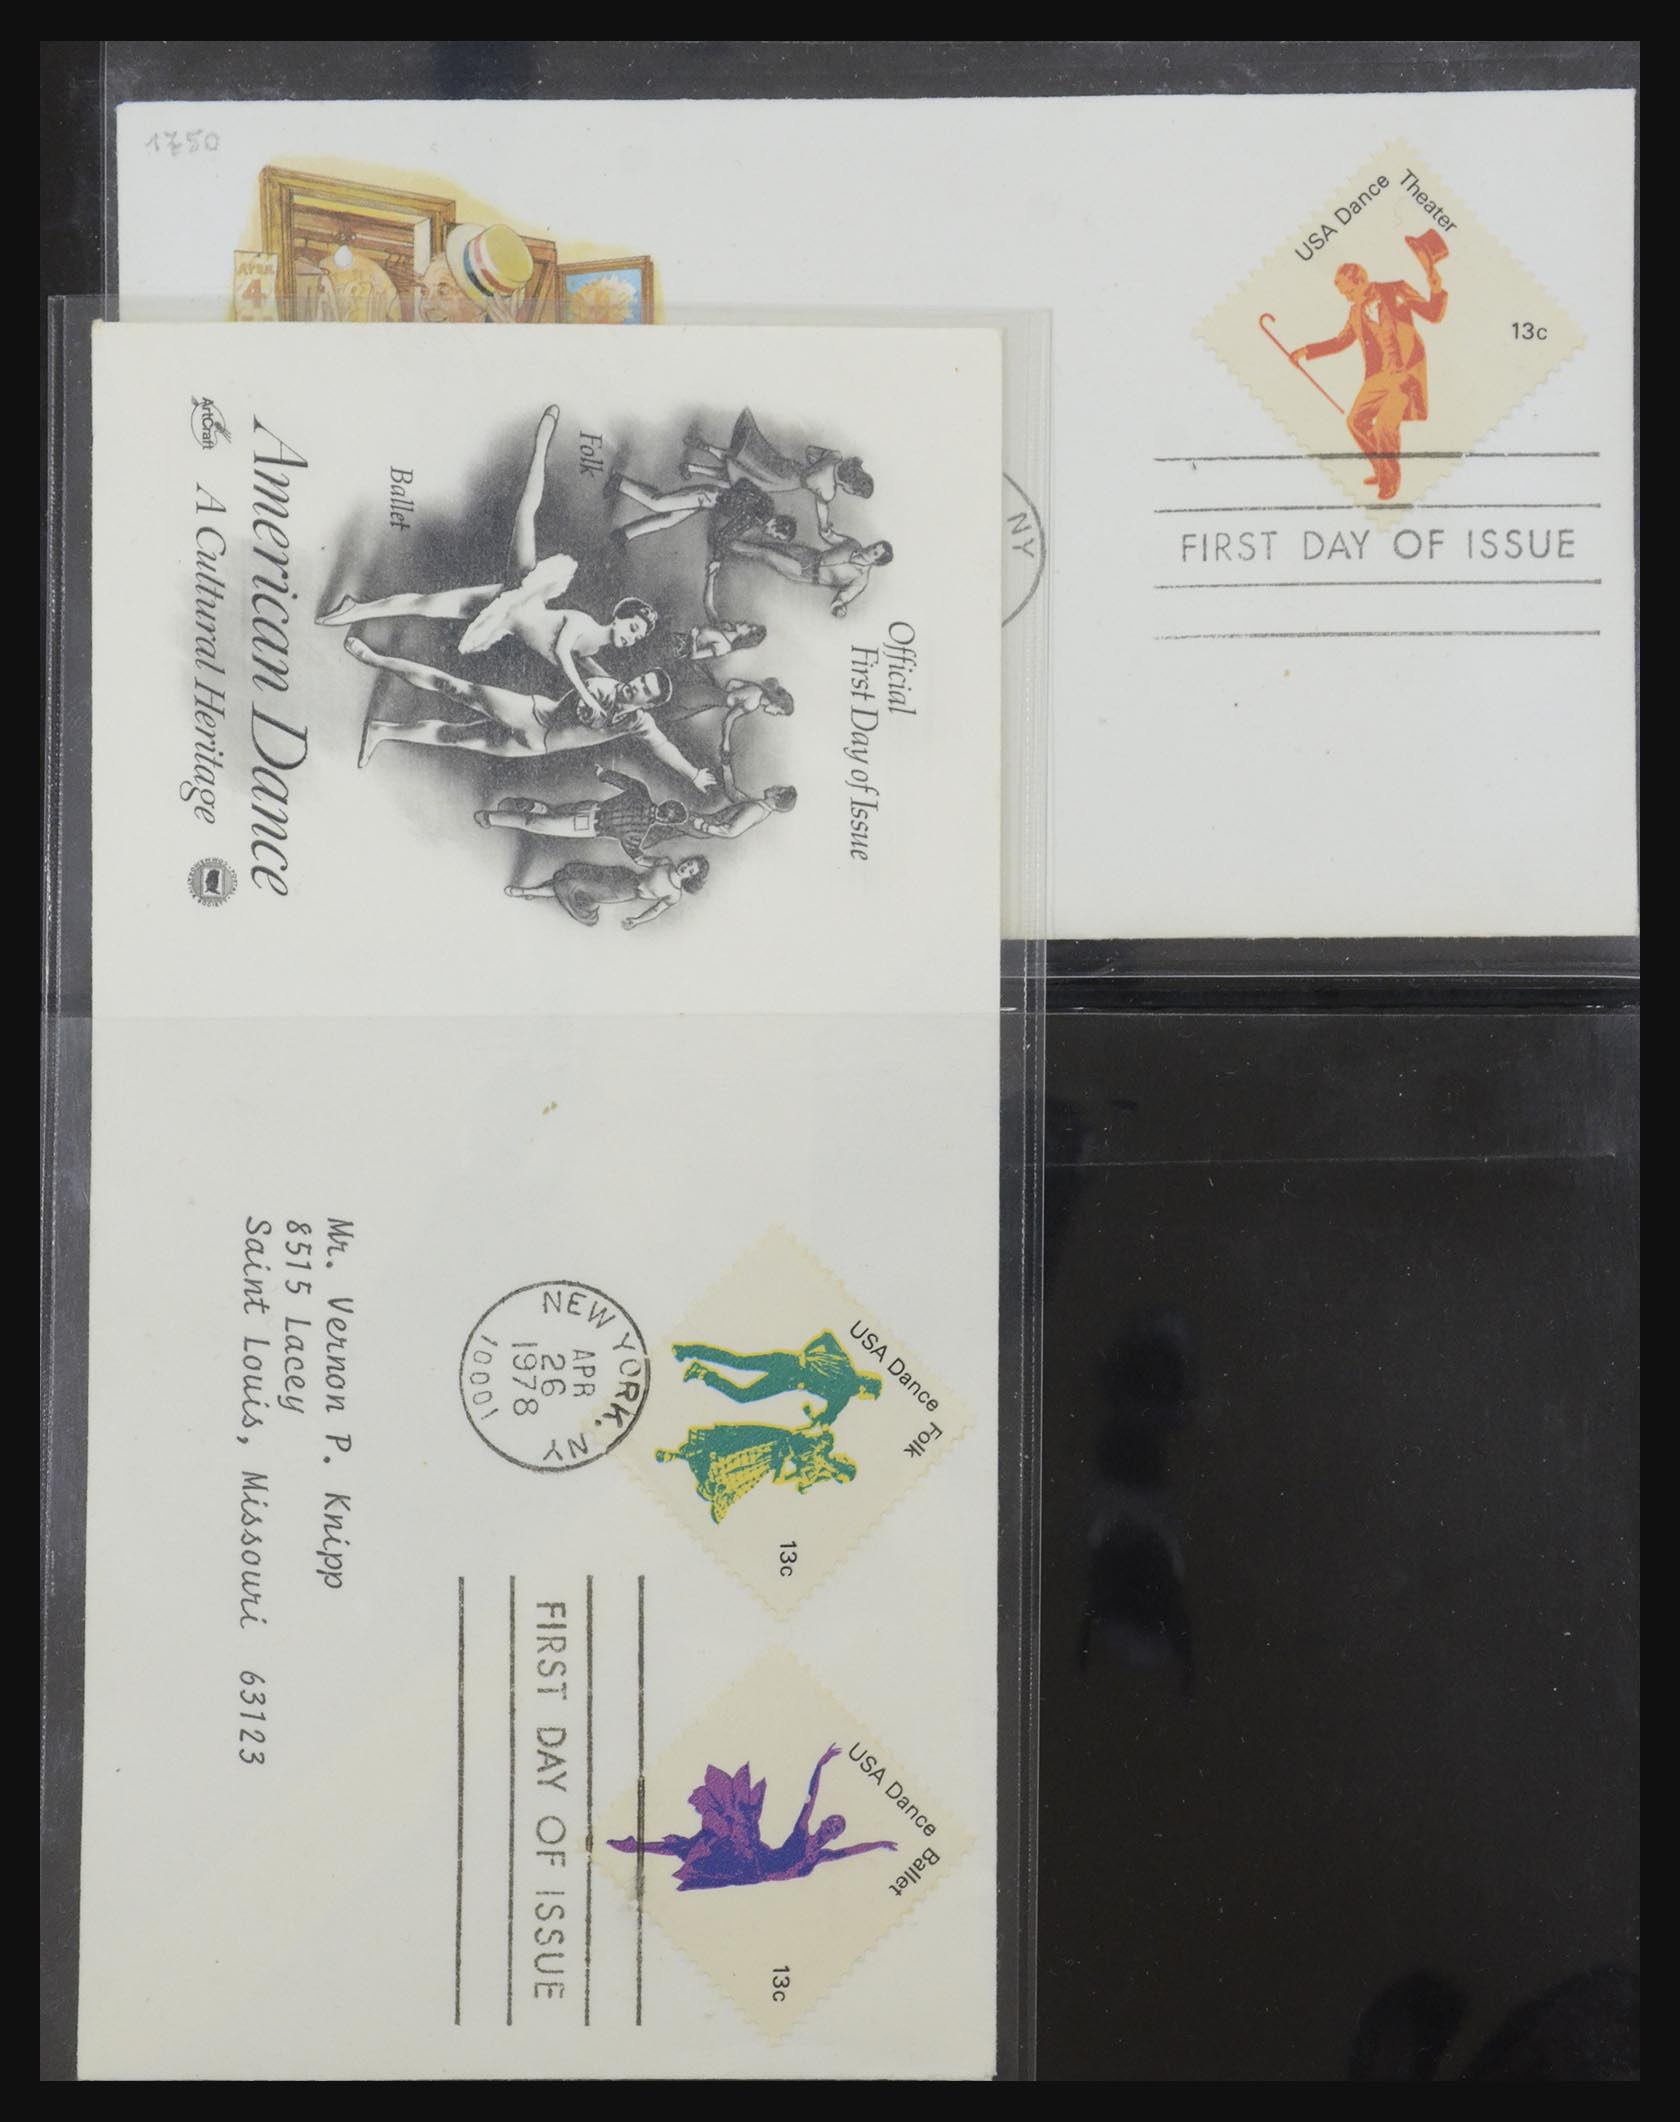 1750
APRIL
4
USA Dance Theater
13c
NY
FIRST DAY OF ISSUE
Official
First Day of Issue
Folk
Ballet
American Dance
ArtCraft
A Cultural Heritage
USA Dance Folk
13c
USA Dance Ballet
13c
NEW YORK, NY
APR
26
1978
10001
FIRST DAY OF ISSUE
Mr. Vernon P. Knipp
8515 Lacey
Saint Louis, Missouri 63123